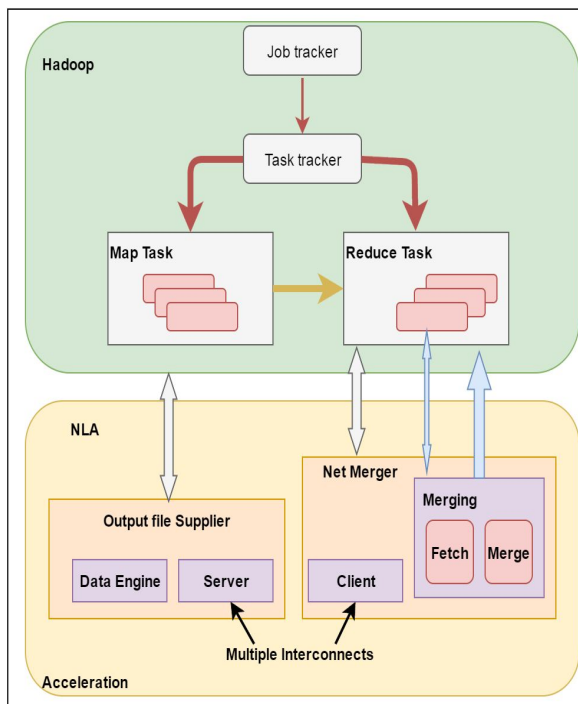 Job tracker
Hadoop
Task tracker
Map Task
Reduce Task
NLA
Net Merger
Merging
Output file Supplier
Fetch
Merge
Data Engine
Server
Client
Multiple Interconnects
Acceleration